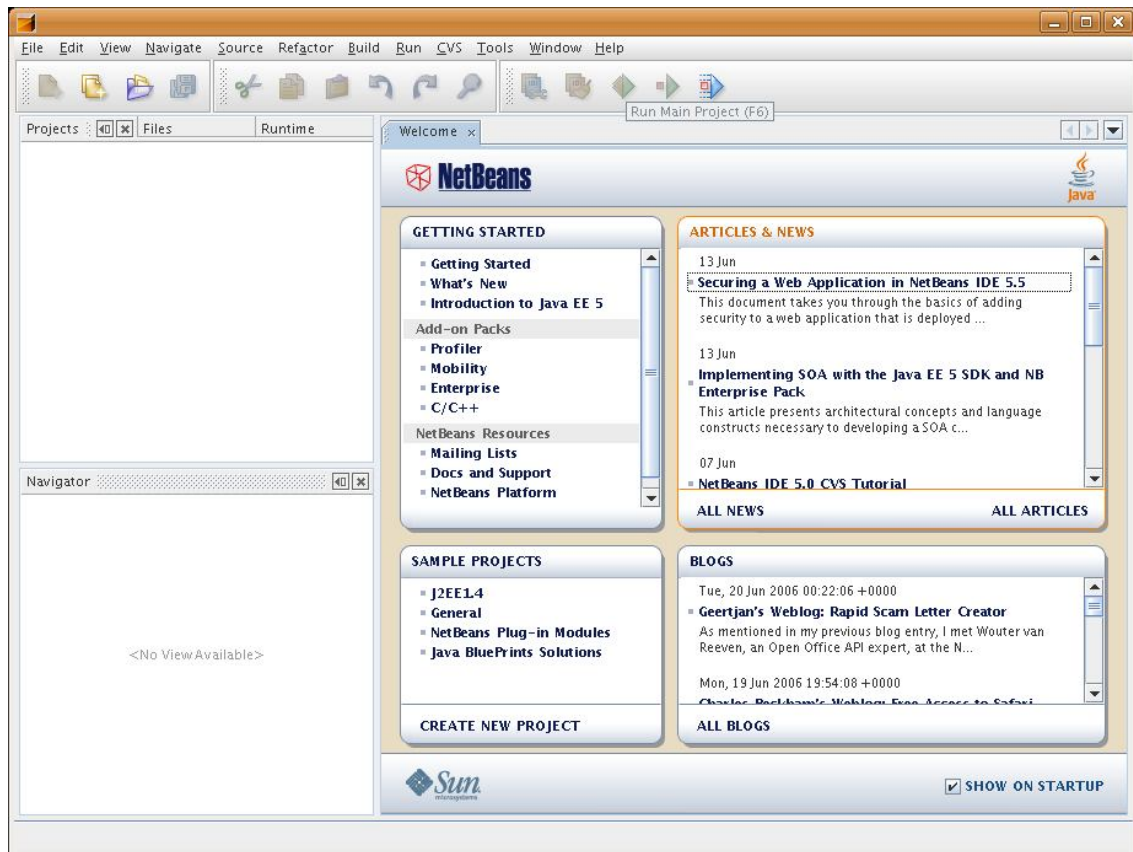 File Edit View Navigate Source Refactor Build Run CVS Tools Window Help
Run Main Project (F6)
Projects Files Runtime
Welcome
NetBeans
Java
GETTING STARTED
Getting Started
What's New
Introduction to Java EE 5
Add-on Packs
Profiler
Mobility
Enterprise
C/C++
NetBeans Resources
Mailing Lists
Docs and Support
NetBeans Platform
ARTICLES & NEWS
13 Jun
Securing a Web Application in NetBeans IDE 5.5
This document takes you through the basics of adding
security to a web application that is deployed ...
13 Jun
Implementing SOA with the Java EE 5 SDK and NB
Enterprise Pack
This article presents architectural concepts and language
constructs necessary to developing a SOA c...
07 Jun
NetBeans IDE 5.0 CVS Tutorial
ALL NEWS ALL ARTICLES
Navigator
<No View Available>
SAMPLE PROJECTS
J2EE1.4
General
NetBeans Plug-in Modules
Java BluePrints Solutions
CREATE NEW PROJECT
BLOGS
Tue, 20 Jun 2006 00:22:06 +0000
Geertjan's Weblog: Rapid Scam Letter Creator
As mentioned in my previous blog entry, I met Wouter van
Reeven, an Open Office API expert, at the N...
Mon, 19 Jun 2006 19:54:08 +0000
Charles Beckham's Weblog: Free Access to Safari
ALL BLOGS
Sun
microsystems
SHOW ON STARTUP